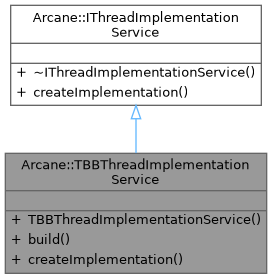 Arcane::IThreadImplementation
Service
+ ~IThreadImplementationService()
+ createImplementation()
Arcane::TBBThreadImplementation
Service
+ TBBThreadImplementationService()
+ build()
+ createImplementation()